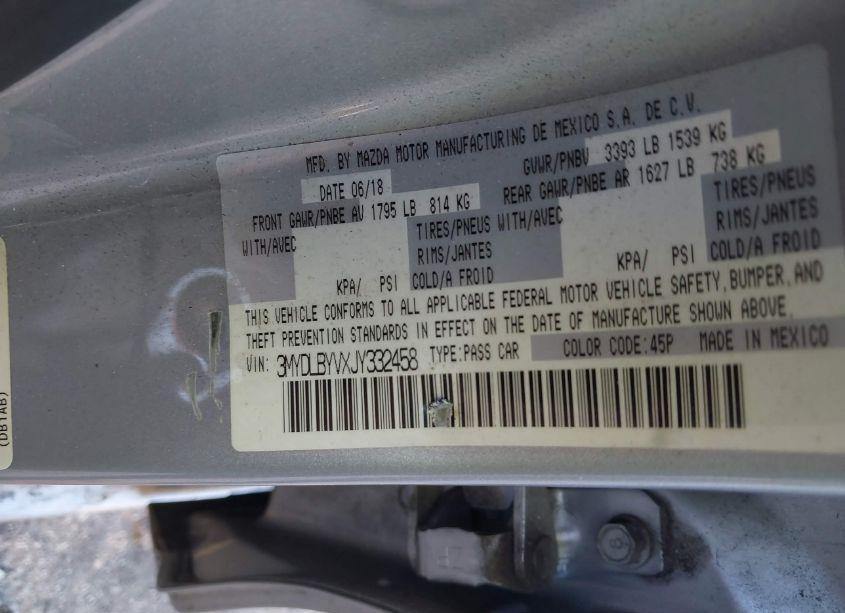 MFD. BY MAZDA MOTOR MANUFACTURING DE MEXICO S.A. DE C.V.
DATE 06/18 GVWR/PNBV 3393 LB 1539 KG
FRONT GAWR/PNBE AV 1795 LB 814 KG REAR GAWR/PNBE AR 1627 LB 738 KG
WITH/AVEC TIRES/PNEUS WITH/AVEC TIRES/PNEUS
RIMS/JANTES RIMS/JANTES
KPA/ PSI COLD/A FROID KPA/ PSI COLD/A FROID
THIS VEHICLE CONFORMS TO ALL APPLICABLE FEDERAL MOTOR VEHICLE SAFETY, BUMPER, AND
THEFT PREVENTION STANDARDS IN EFFECT ON THE DATE OF MANUFACTURE SHOWN ABOVE.
VIN: 3MYDLBYVXJY332458 TYPE:PASS CAR COLOR CODE:45P MADE IN MEXICO
(DB1AB)